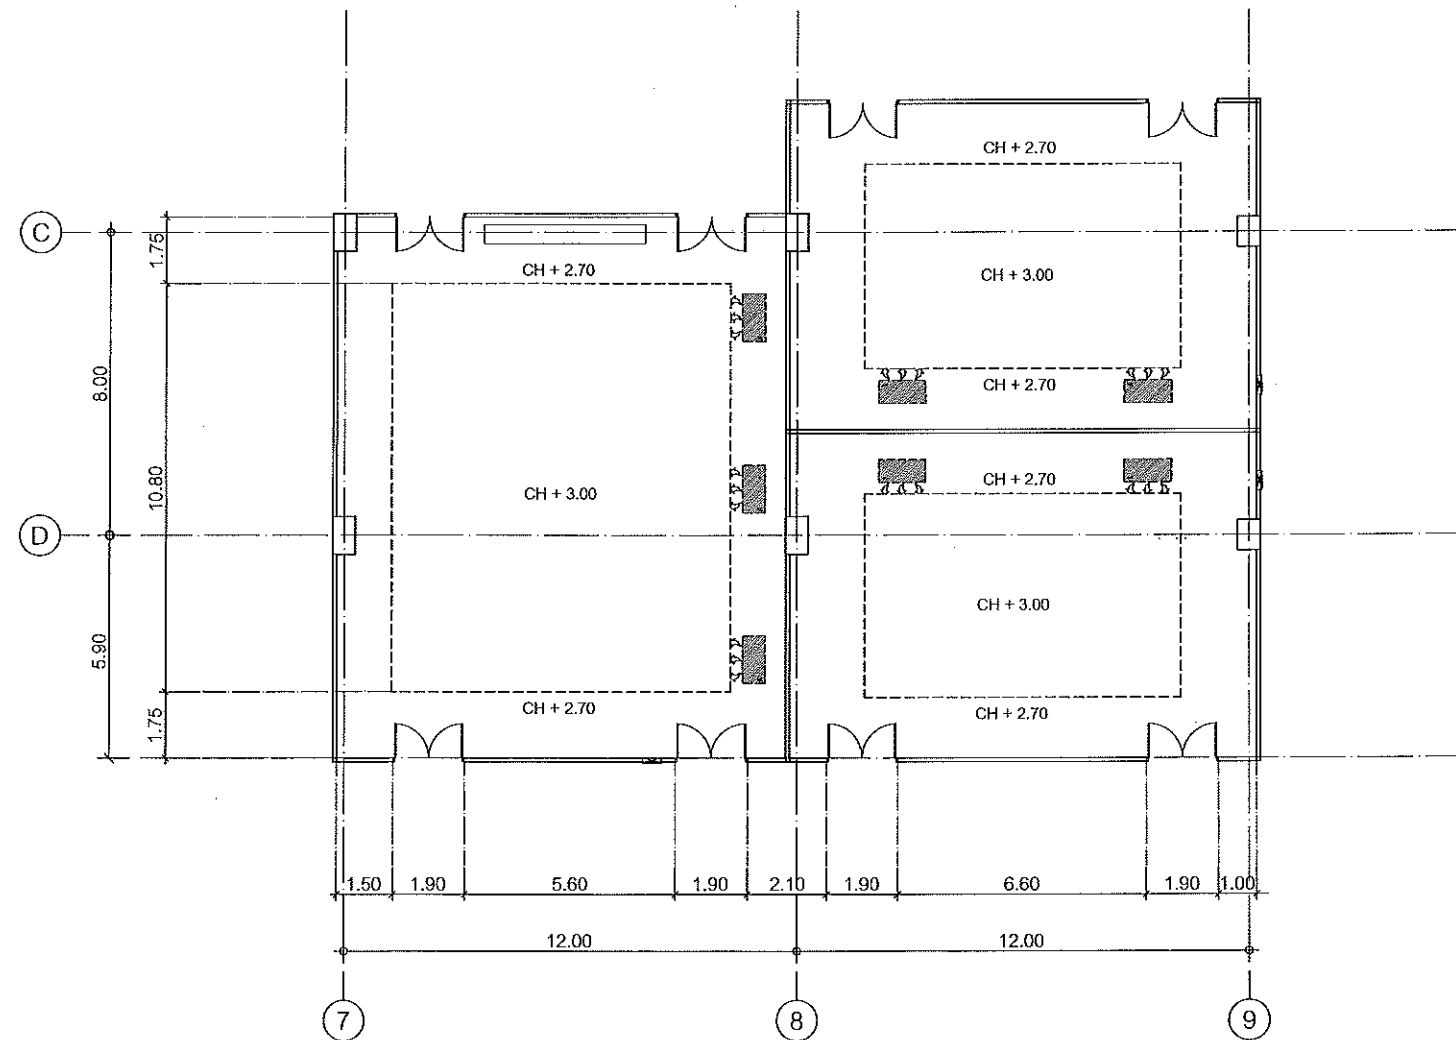 CH + 2.70
C
1.75
CH + 2.70
CH + 3.00
8.00
CH + 2.70
10.80
CH + 3.00
CH + 2.70
D
CH + 3.00
5.90
1.75
CH + 2.70
CH + 2.70
1.50 1.90 5.60 1.90 2.10 1.90 6.60 1.90 1.00
12.00 12.00
7 8 9